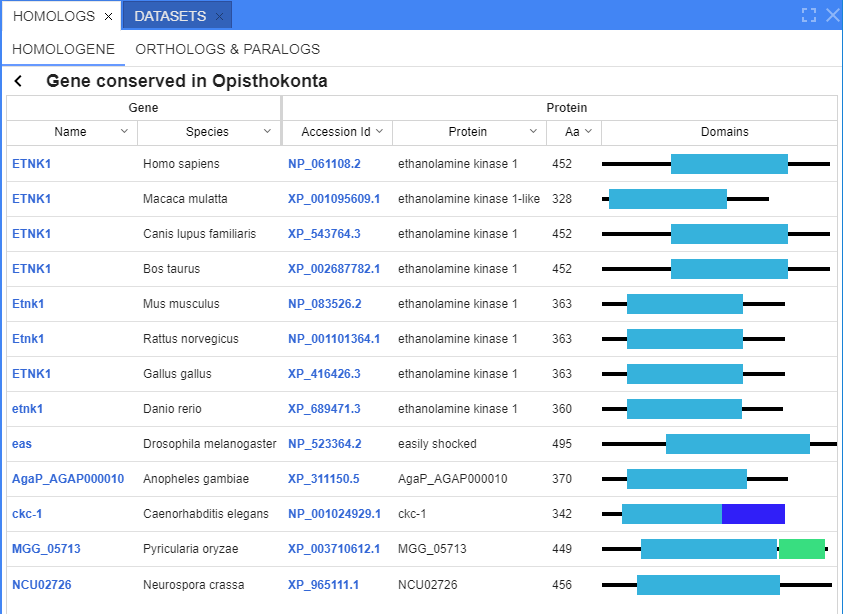 HOMOLOGS × DATASETS ×
HOMOLOGENE ORTHOLOGS & PARALOGS
Gene conserved in Opisthokonta
Gene Protein
Name Species Accession Id Protein Aa Domains
ETNK1 Homo sapiens NP_061108.2 ethanolamine kinase 1 452
ETNK1 Macaca mulatta XP_001095609.1 ethanolamine kinase 1-like 328
ETNK1 Canis lupus familiaris XP_543764.3 ethanolamine kinase 1 452
ETNK1 Bos taurus XP_002687782.1 ethanolamine kinase 1 452
Etnk1 Mus musculus NP_083526.2 ethanolamine kinase 1 363
Etnk1 Rattus norvegicus NP_001101364.1 ethanolamine kinase 1 363
ETNK1 Gallus gallus XP_416426.3 ethanolamine kinase 1 363
etnk1 Danio rerio XP_689471.3 ethanolamine kinase 1 360
eas Drosophila melanogaster NP_523364.2 easily shocked 495
AgaP_AGAP000010 Anopheles gambiae XP_311150.5 AgaP_AGAP000010 370
ckc-1 Caenorhabditis elegans NP_001024929.1 ckc-1 342
MGG_05713 Pyricularia oryzae XP_003710612.1 MGG_05713 449
NCU02726 Neurospora crassa XP_965111.1 NCU02726 456